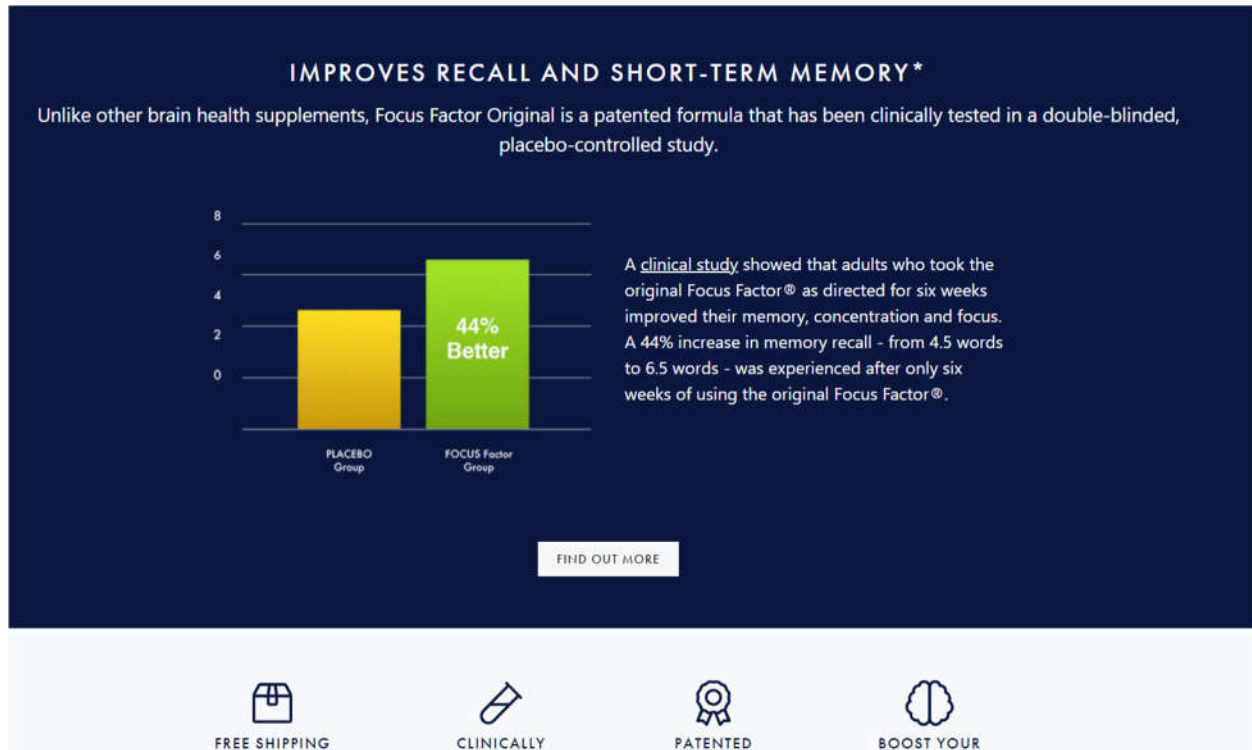 IMPROVES RECALL AND SHORT-TERM MEMORY*
Unlike other brain health supplements, Focus Factor Original is a patented formula that has been clinically tested in a double-blinded,
placebo-controlled study.
8
6
4
2
0
44%
Better
PLACEBO
Group
FOCUS Factor
Group
A clinical study showed that adults who took the
original Focus Factor® as directed for six weeks
improved their memory, concentration and focus.
A 44% increase in memory recall - from 4.5 words
to 6.5 words - was experienced after only six
weeks of using the original Focus Factor®.
FIND OUT MORE
FREE SHIPPING
CLINICALLY
PATENTED
BOOST YOUR